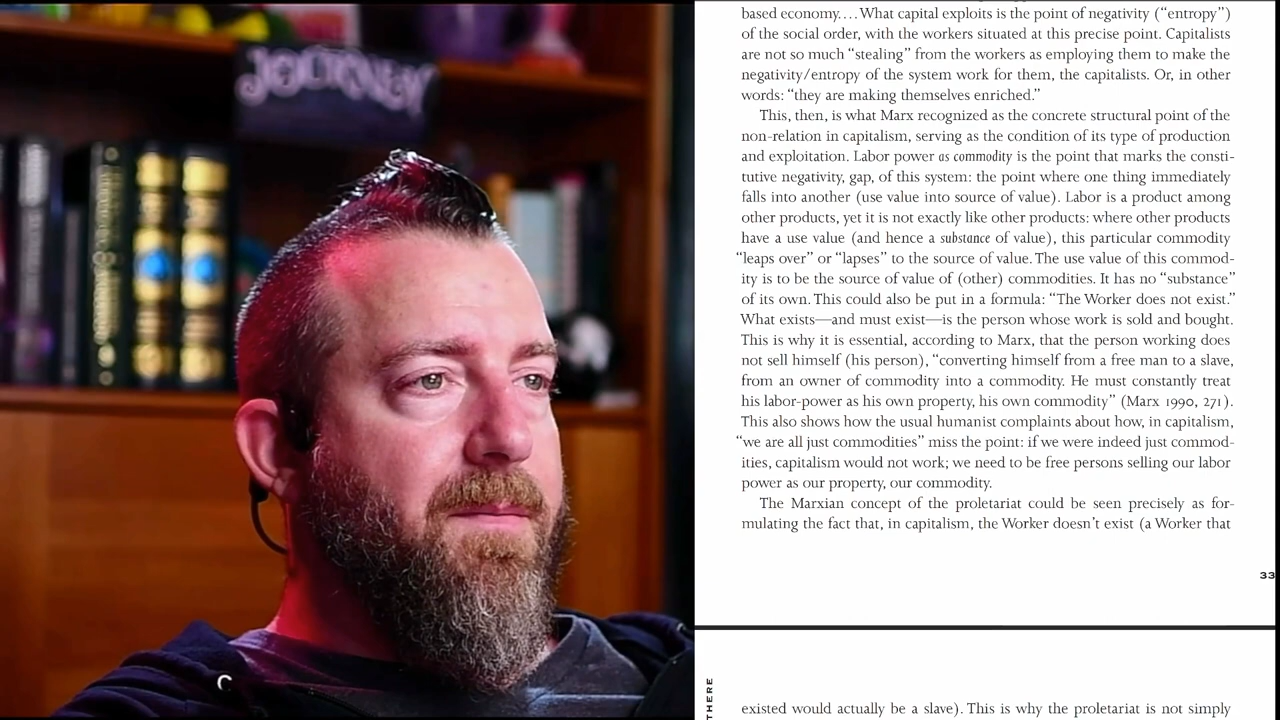 JOURNEY
based economy.... What capital exploits is the point of negativity (“entropy”)
of the social order, with the workers situated at this precise point. Capitalists
are not so much “stealing” from the workers as employing them to make the
negativity/entropy of the system work for them, the capitalists. Or, in other
words: “they are making themselves enriched.”
This, then, is what Marx recognized as the concrete structural point of the
non-relation in capitalism, serving as the condition of its type of production
and exploitation. Labor power as commodity is the point that marks the consti-
tutive negativity, gap, of this system: the point where one thing immediately
falls into another (use value into source of value). Labor is a product among
other products, yet it is not exactly like other products: where other products
have a use value (and hence a substance of value), this particular commodity
“leaps over” or “lapses” to the source of value. The use value of this commod-
ity is to be the source of value of (other) commodities. It has no “substance”
of its own. This could also be put in a formula: “The Worker does not exist.”
What exists—and must exist—is the person whose work is sold and bought.
This is why it is essential, according to Marx, that the person working does
not sell himself (his person), “converting himself from a free man to a slave,
from an owner of commodity into a commodity. He must constantly treat
his labor-power as his own property, his own commodity” (Marx 1990, 271).
This also shows how the usual humanist complaints about how, in capitalism,
“we are all just commodities” miss the point: if we were indeed just commod-
ities, capitalism would not work; we need to be free persons selling our labor
power as our property, our commodity.
The Marxian concept of the proletariat could be seen precisely as for-
mulating the fact that, in capitalism, the Worker doesn’t exist (a Worker that
33
THERE
existed would actually be a slave). This is why the proletariat is not simply